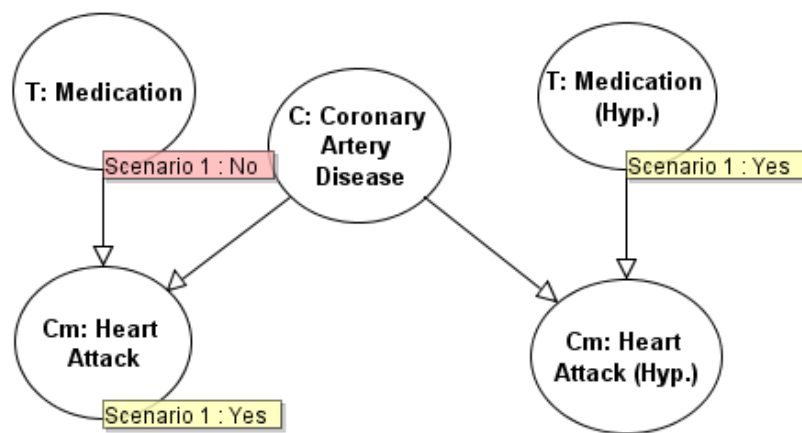 T: Medication
Scenario 1 : No
C: Coronary
Artery
Disease
T: Medication
(Hyp.)
Scenario 1 : Yes
Cm: Heart
Attack
Scenario 1 : Yes
Cm: Heart
Attack (Hyp.)